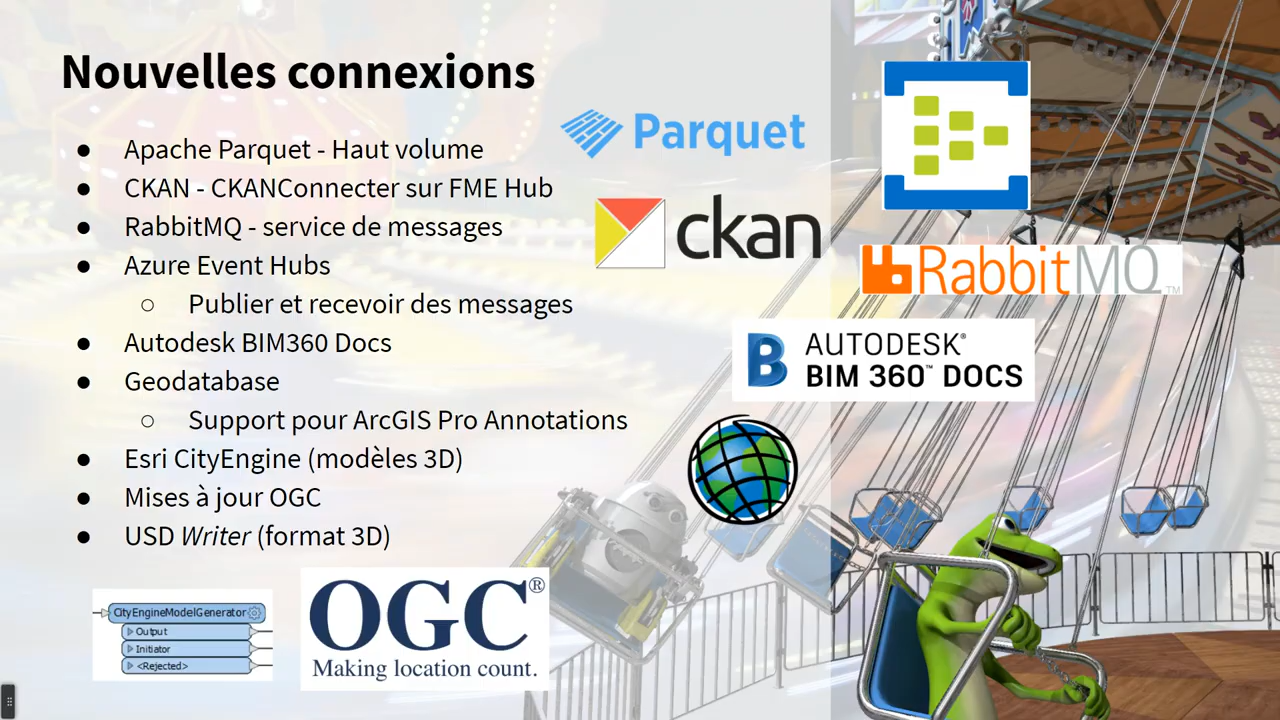 Nouvelles connexions
● Apache Parquet - Haut volume
● CKAN - CKANConnecter sur FME Hub
● RabbitMQ - service de messages
● Azure Event Hubs
○ Publier et recevoir des messages
● Autodesk BIM360 Docs
● Geodatabase
○ Support pour ArcGIS Pro Annotations
● Esri CityEngine (modèles 3D)
● Mises à jour OGC
● USD Writer (format 3D)
Parquet
ckan
RabbitMQ™
AUTODESK®
BIM 360™ DOCS
CityEngineModelGenerator
Output
Initiator
<Rejected>
OGC®
Making location count.